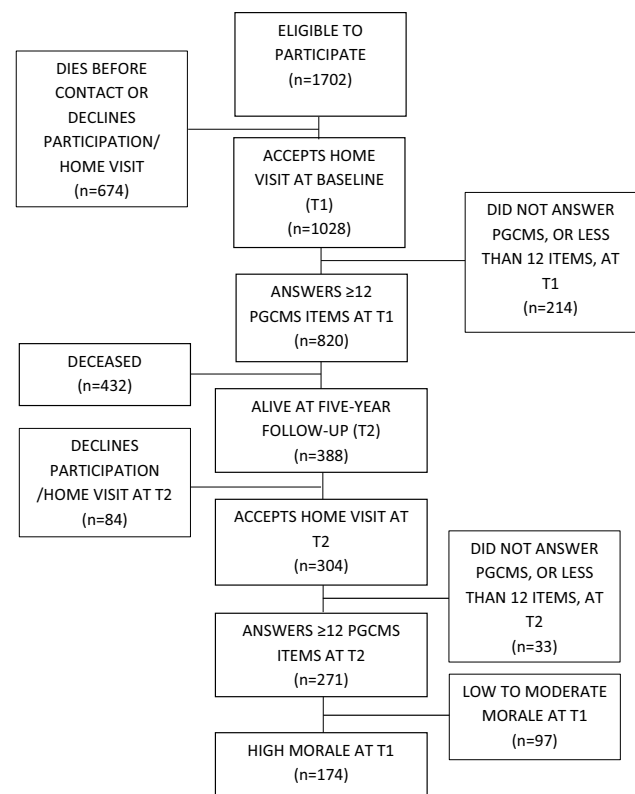 ELIGIBLE TO
PARTICIPATE
(n=1702)
DIES BEFORE
CONTACT OR
DECLINES
PARTICIPATION/
HOME VISIT
(n=674)
ACCEPTS HOME
VISIT AT BASELINE
(T1)
(n=1028)
DID NOT ANSWER
PGCMS, OR LESS
THAN 12 ITEMS, AT
T1
(n=214)
ANSWERS ≥12
PGCMS ITEMS AT T1
(n=820)
DECEASED
(n=432)
ALIVE AT FIVE-YEAR
FOLLOW-UP (T2)
(n=388)
DECLINES
PARTICIPATION
/HOME VISIT AT T2
(n=84)
ACCEPTS HOME VISIT AT
T2
(n=304)
DID NOT ANSWER
PGCMS, OR LESS
THAN 12 ITEMS, AT
T2
(n=33)
ANSWERS ≥12 PGCMS
ITEMS AT T2
(n=271)
LOW TO MODERATE
MORALE AT T1
(n=97)
HIGH MORALE AT T1
(n=174)